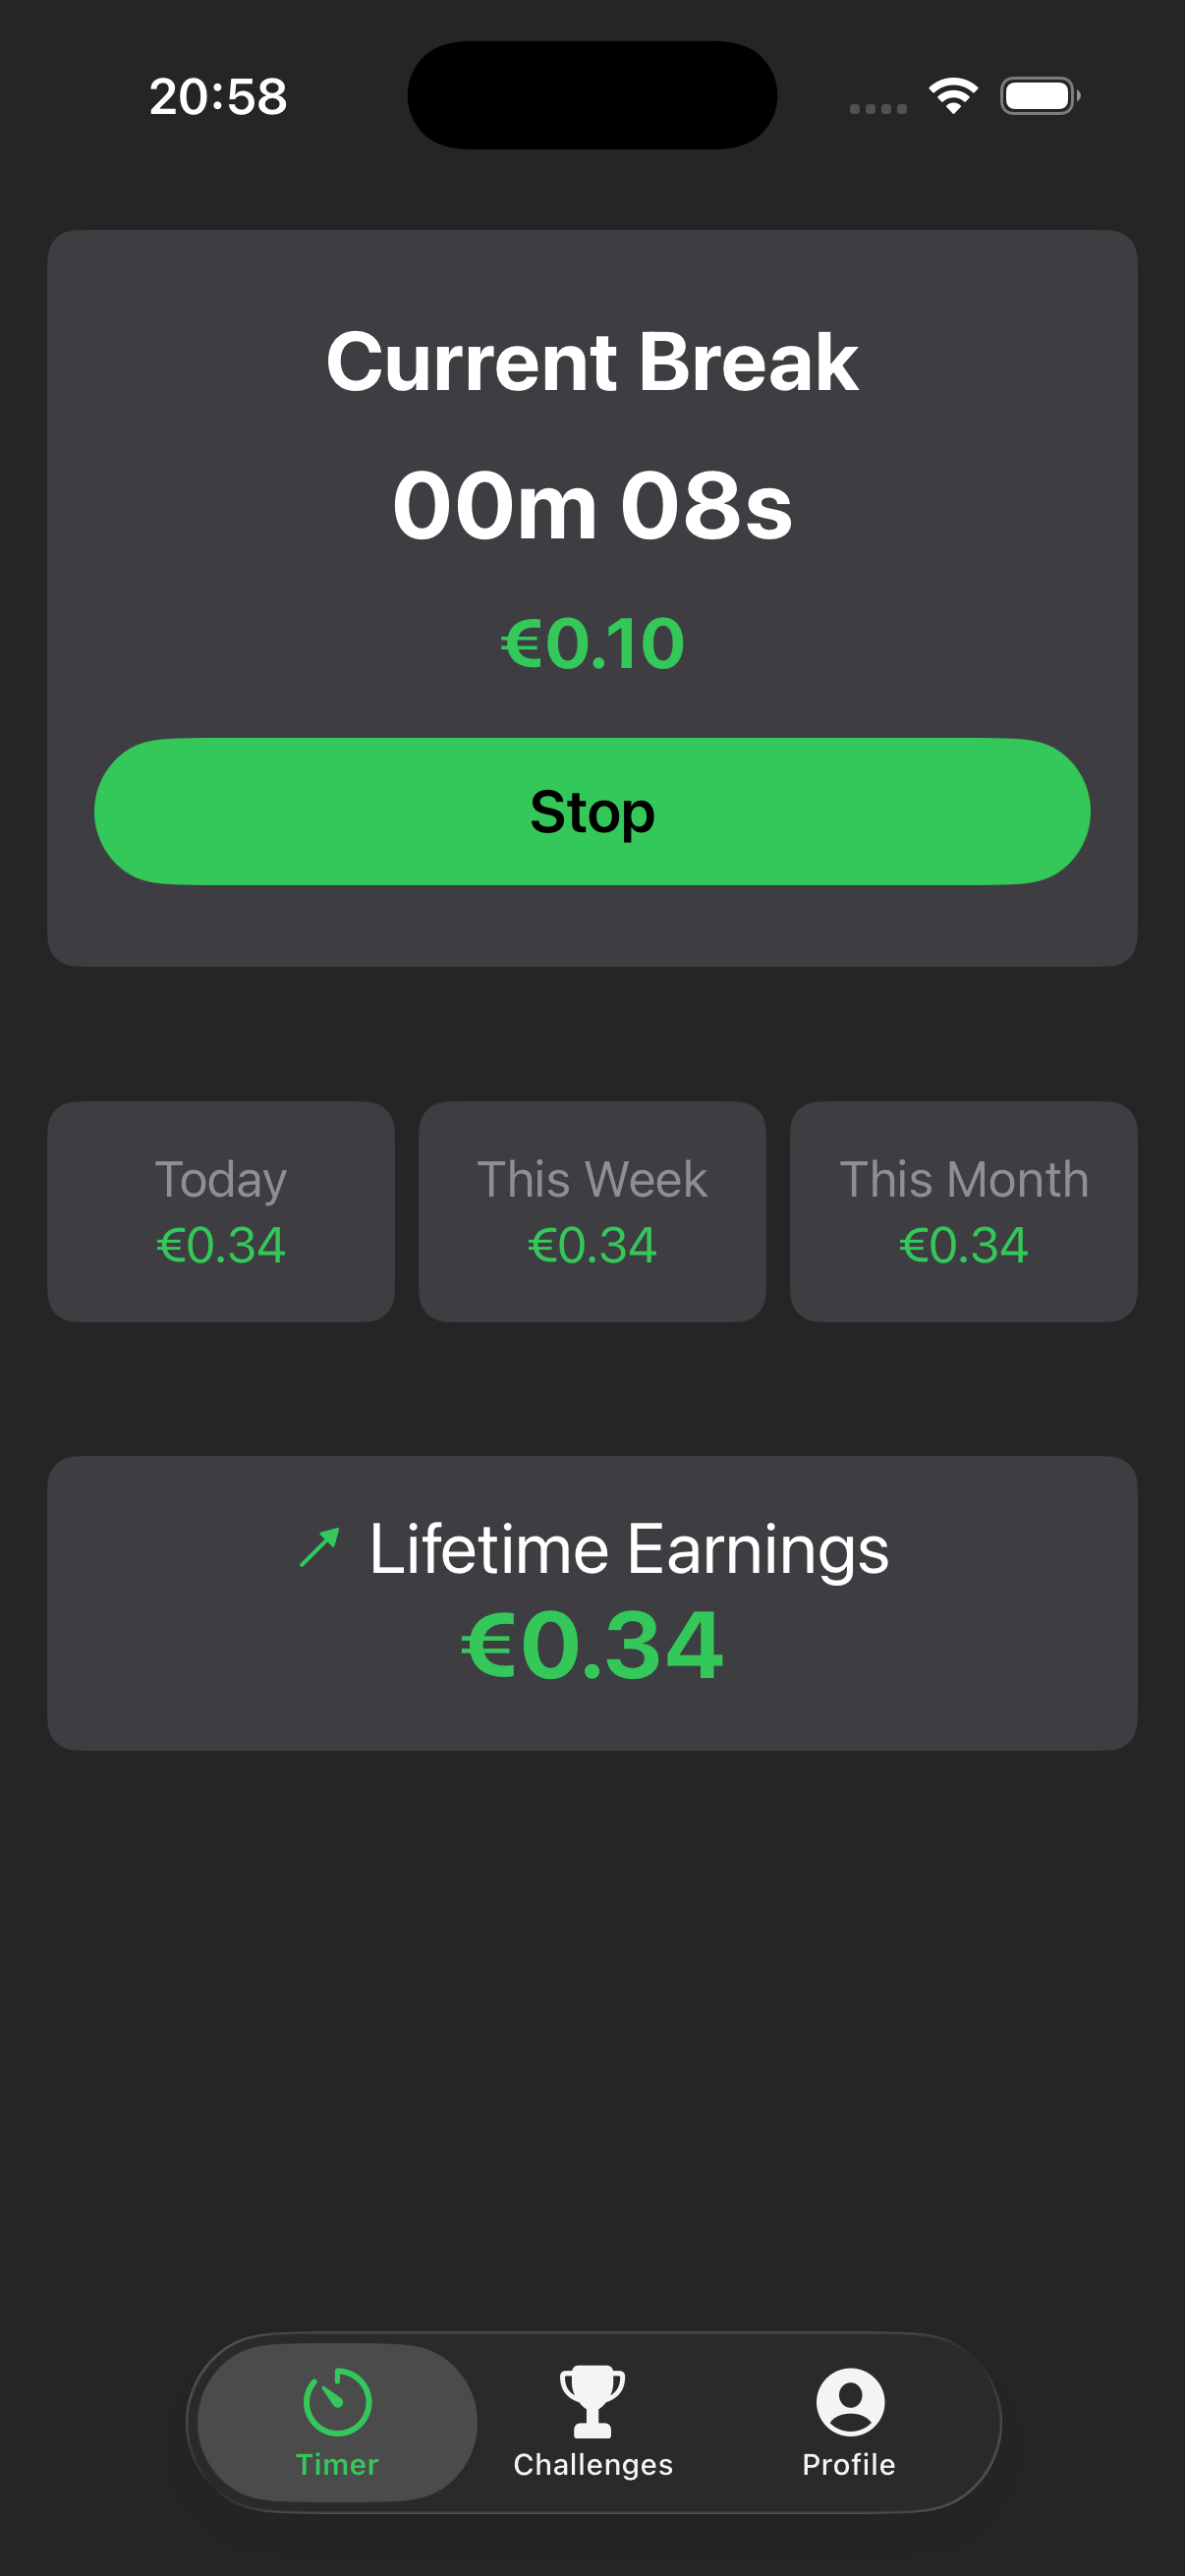 20:58
Current Break
00m 08s
€0.10
Stop
Today
€0.34
This Week
€0.34
This Month
€0.34
Lifetime Earnings
€0.34
Timer
Challenges
Profile